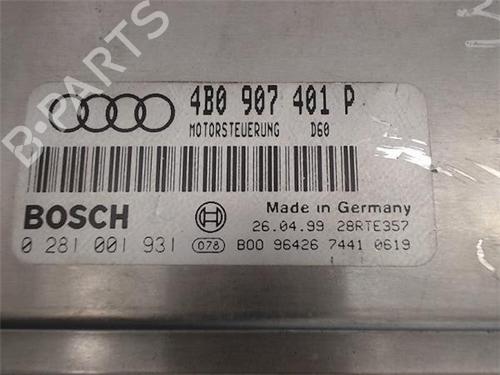 4B0 907 401 P
MOTORSTEUERUNG D60
BOSCH
Made in Germany
26.04.99 28RTE357
0 281 001 931 078 B00 96426 7441 0619
B-PARTS